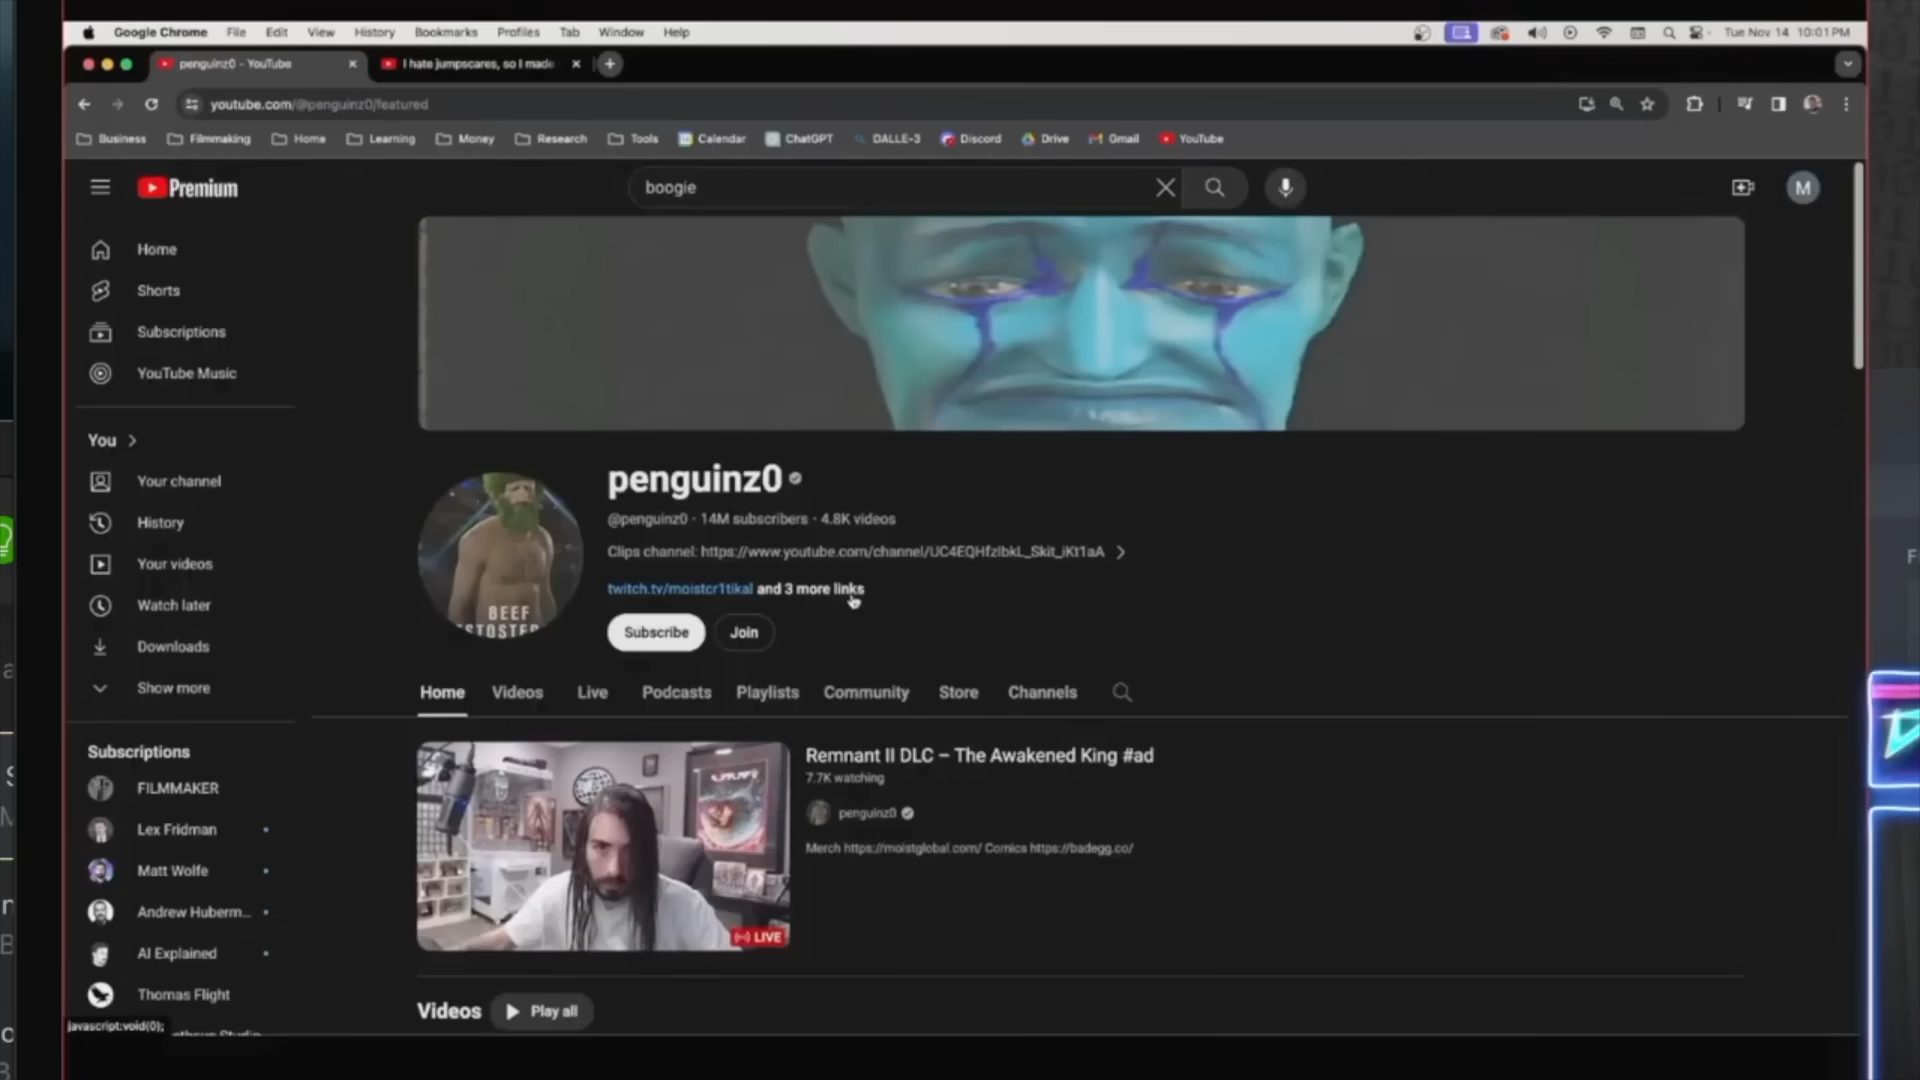 Google Chrome File Edit View History Bookmarks Profiles Tab Window Help Tue Nov 14 10:01 PM
penguinz0 - YouTube
I hate jumpscares, so I made
youtube.com/@penguinz0/featured
Business Filmmaking Home Learning Money Research Tools Calendar ChatGPT DALLE-3 Discord Drive Gmail YouTube
Premium
boogie
M
Home
Shorts
Subscriptions
YouTube Music
You
Your channel
History
Your videos
Watch later
Downloads
Show more
Subscriptions
FILMMAKER
Lex Fridman
Matt Wolfe
Andrew Huberm...
AI Explained
Thomas Flight
javascript:void(0);
penguinz0
@penguinz0 · 14M subscribers · 4.8K videos
Clips channel: https://www.youtube.com/channel/UC4EQHfzIbkL_Skit_iKt1aA
twitch.tv/moistcr1tikal and 3 more links
BEEF
Subscribe Join
Home Videos Live Podcasts Playlists Community Store Channels
Remnant II DLC – The Awakened King #ad
7.7K watching
penguinz0
Merch https://moistglobal.com/ Comics https://badegg.co/
LIVE
Videos Play all